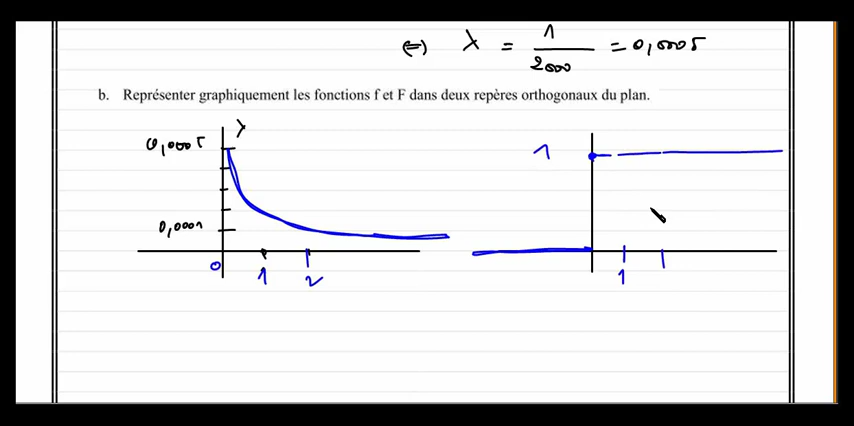 ⇔ λ = 1/2000 = 0,0005
b. Représenter graphiquement les fonctions f et F dans deux repères orthogonaux du plan.
λ
0,0005
1
0,0001
0
1
2
1